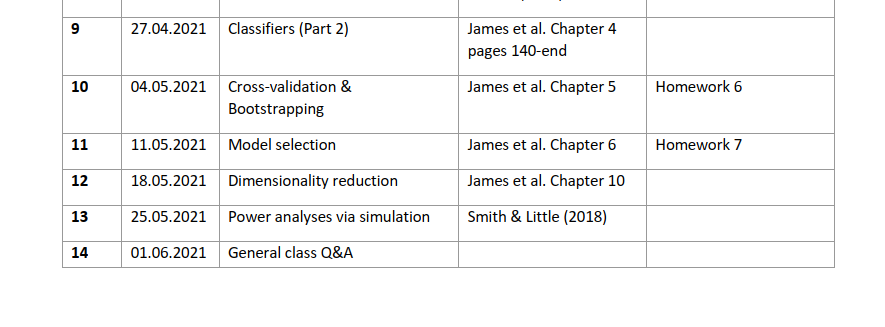 9 27.04.2021 Classifiers (Part 2) James et al. Chapter 4
pages 140-end
10 04.05.2021 Cross-validation & James et al. Chapter 5 Homework 6
Bootstrapping
11 11.05.2021 Model selection James et al. Chapter 6 Homework 7
12 18.05.2021 Dimensionality reduction James et al. Chapter 10
13 25.05.2021 Power analyses via simulation Smith & Little (2018)
14 01.06.2021 General class Q&A